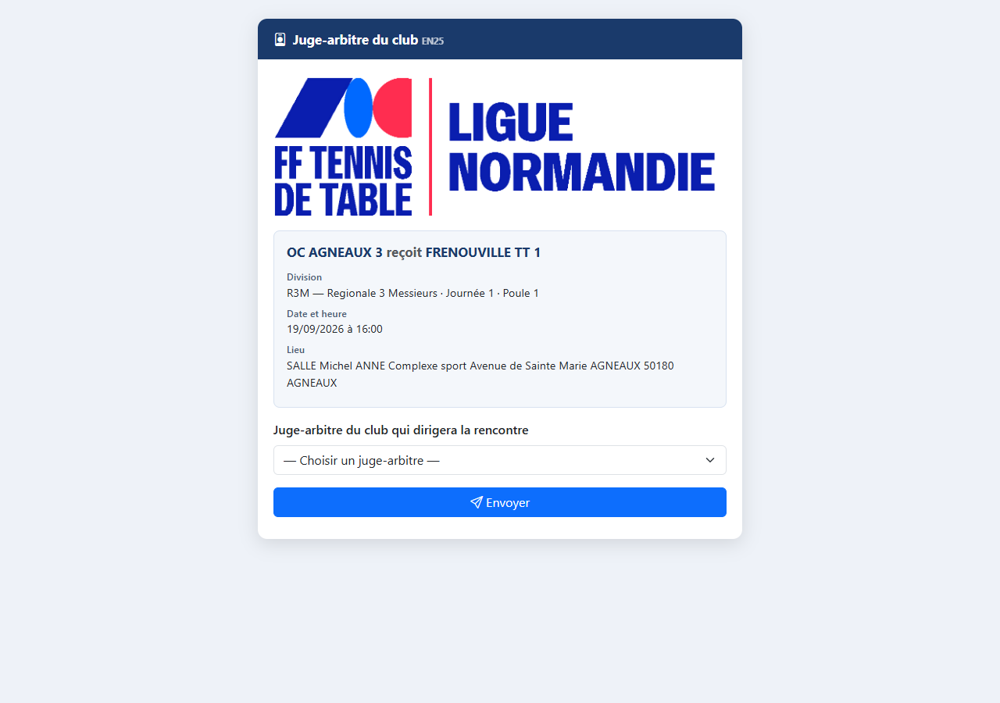 Juge-arbitre du club EN25
FF TENNIS
DE TABLE
LIGUE
NORMANDIE
OC AGNEAUX 3 reçoit FRENOUVILLE TT 1
Division
R3M — Regionale 3 Messieurs · Journée 1 · Poule 1
Date et heure
19/09/2026 à 16:00
Lieu
SALLE Michel ANNE Complexe sport Avenue de Sainte Marie AGNEAUX 50180
AGNEAUX
Juge-arbitre du club qui dirigera la rencontre
— Choisir un juge-arbitre —
Envoyer